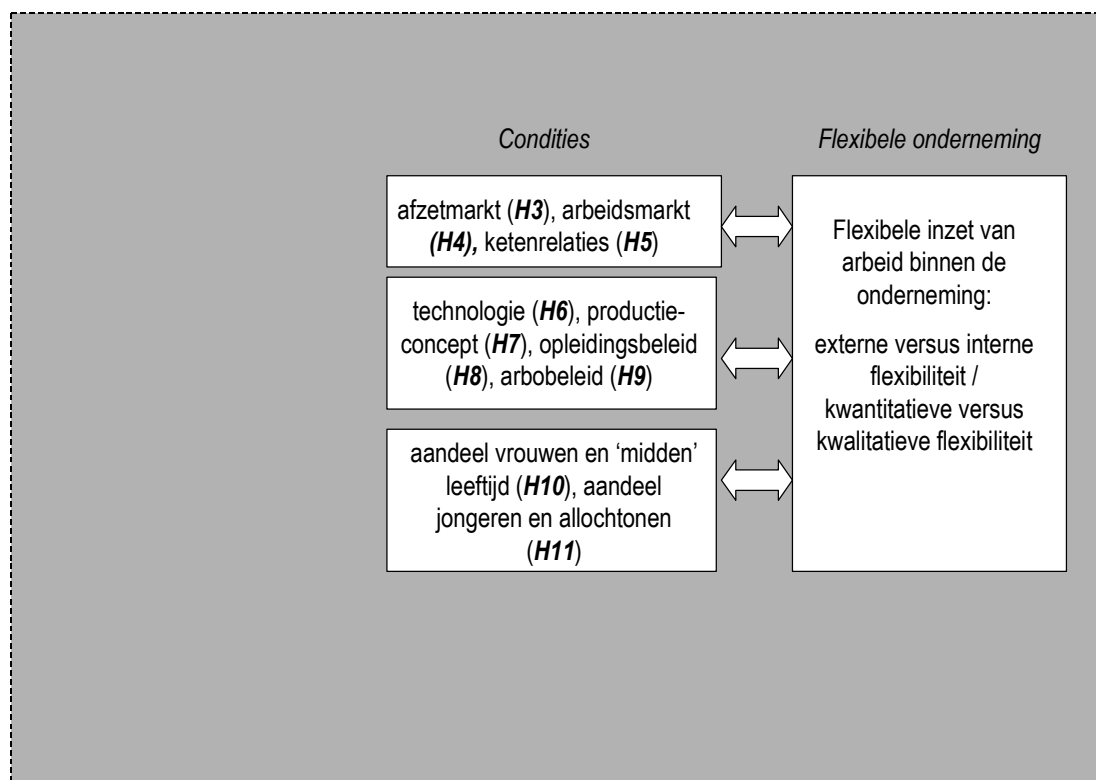 Condities
Flexibele onderneming
afzetmarkt (H3), arbeidsmarkt
(H4), ketenrelaties (H5)
technologie (H6), productie-
concept (H7), opleidingsbeleid
(H8), arbobeleid (H9)
aandeel vrouwen en ‘midden’
leeftijd (H10), aandeel
jongeren en allochtonen
(H11)
Flexibele inzet van
arbeid binnen de
onderneming:
externe versus interne
flexibiliteit /
kwantitatieve versus
kwalitatieve flexibiliteit